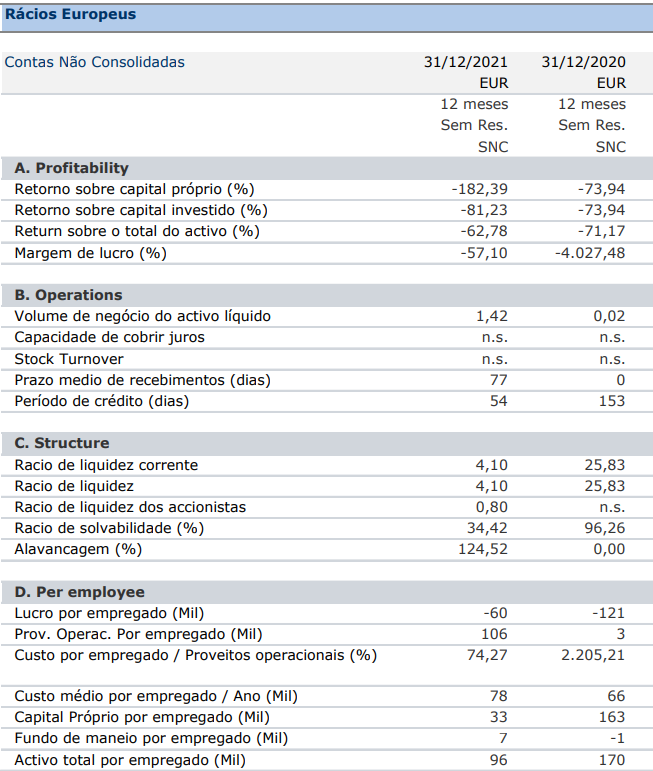 Rácios Europeus
Contas Não Consolidadas 31/12/2021 31/12/2020
EUR EUR
12 meses 12 meses
Sem Res. Sem Res.
SNC SNC
A. Profitability
Retorno sobre capital próprio (%) -182,39 -73,94
Retorno sobre capital investido (%) -81,23 -73,94
Return sobre o total do activo (%) -62,78 -71,17
Margem de lucro (%) -57,10 -4.027,48
B. Operations
Volume de negócio do activo líquido 1,42 0,02
Capacidade de cobrir juros n.s. n.s.
Stock Turnover n.s. n.s.
Prazo medio de recebimentos (dias) 77 0
Período de crédito (dias) 54 153
C. Structure
Racio de liquidez corrente 4,10 25,83
Racio de liquidez 4,10 25,83
Racio de liquidez dos accionistas 0,80 n.s.
Racio de solvabilidade (%) 34,42 96,26
Alavancagem (%) 124,52 0,00
D. Per employee
Lucro por empregado (Mil) -60 -121
Prov. Operac. Por empregado (Mil) 106 3
Custo por empregado / Proveitos operacionais (%) 74,27 2.205,21
Custo médio por empregado / Ano (Mil) 78 66
Capital Próprio por empregado (Mil) 33 163
Fundo de maneio por empregado (Mil) 7 -1
Activo total por empregado (Mil) 96 170